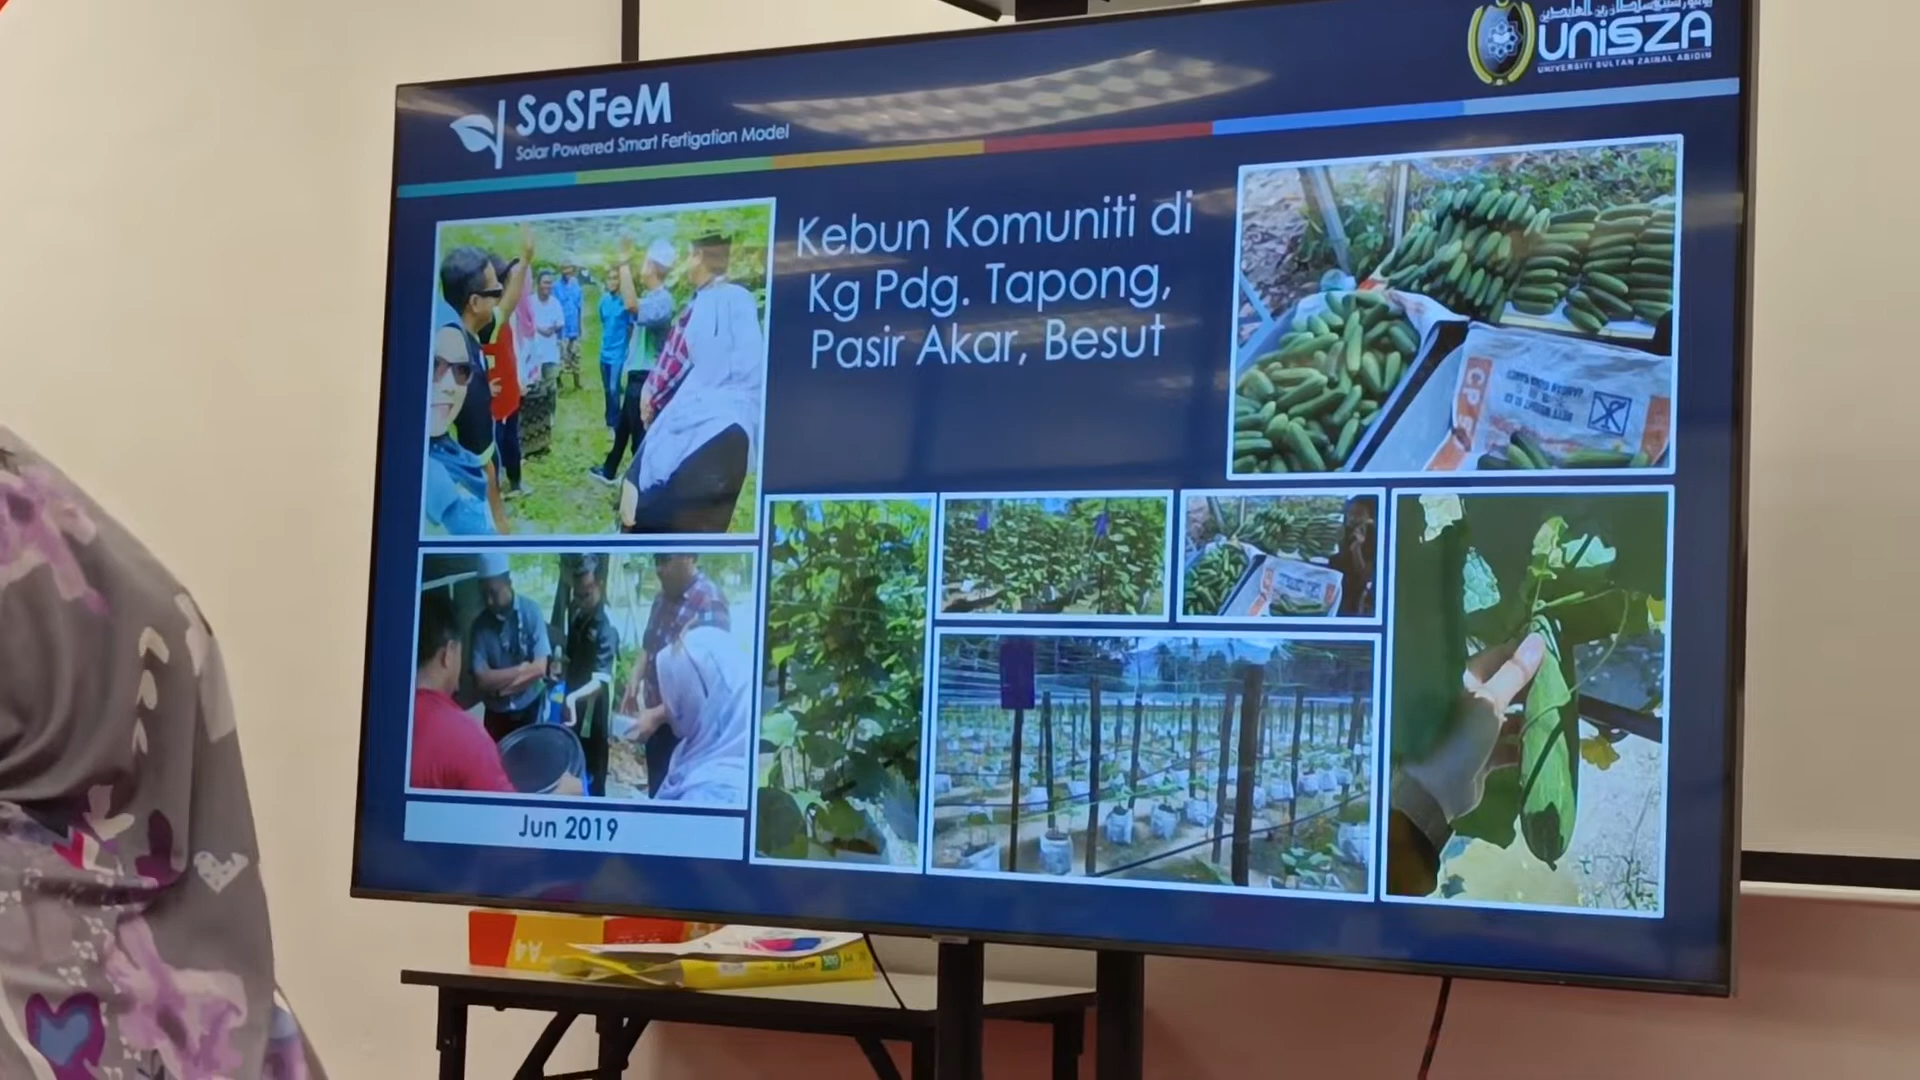 UNISZA
UNIVERSITI SULTAN ZAINAL ABIDIN
SoSFeM
Solar Powered Smart Fertigation Model
Kebun Komuniti di
Kg Pdg. Tapong,
Pasir Akar, Besut
Jun 2019
CP
A4